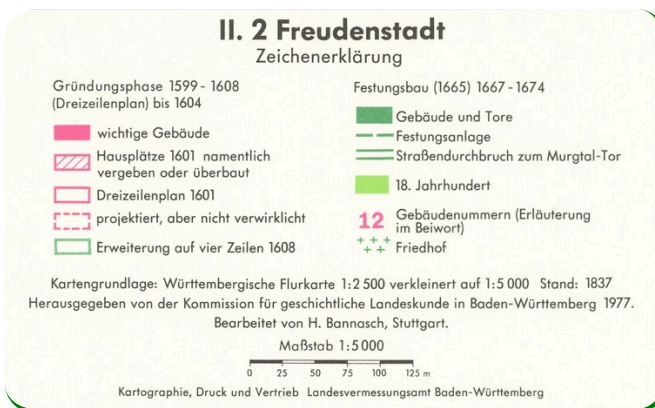 II. 2 Freudenstadt
Zeichenerklärung
Gründungsphase 1599 - 1608
(Dreizeilenplan) bis 1604
wichtige Gebäude
Hausplätze 1601 namentlich
vergeben oder überbaut
Dreizeilenplan 1601
projektiert, aber nicht verwirklicht
Erweiterung auf vier Zeilen 1608
Festungsbau (1665) 1667 - 1674
Gebäude und Tore
Festungsanlage
Straßendurchbruch zum Murgtal-Tor
18. Jahrhundert
12 Gebäudenummern (Erläuterung
im Beiwort)
Friedhof
Kartengrundlage: Württembergische Flurkarte 1:2 500 verkleinert auf 1:5 000 Stand: 1837
Herausgegeben von der Kommission für geschichtliche Landeskunde in Baden-Württemberg 1977.
Bearbeitet von H. Bannasch, Stuttgart.
Maßstab 1:5 000
0 25 50 75 100 125 m
Kartographie, Druck und Vertrieb Landesvermessungsamt Baden-Württemberg